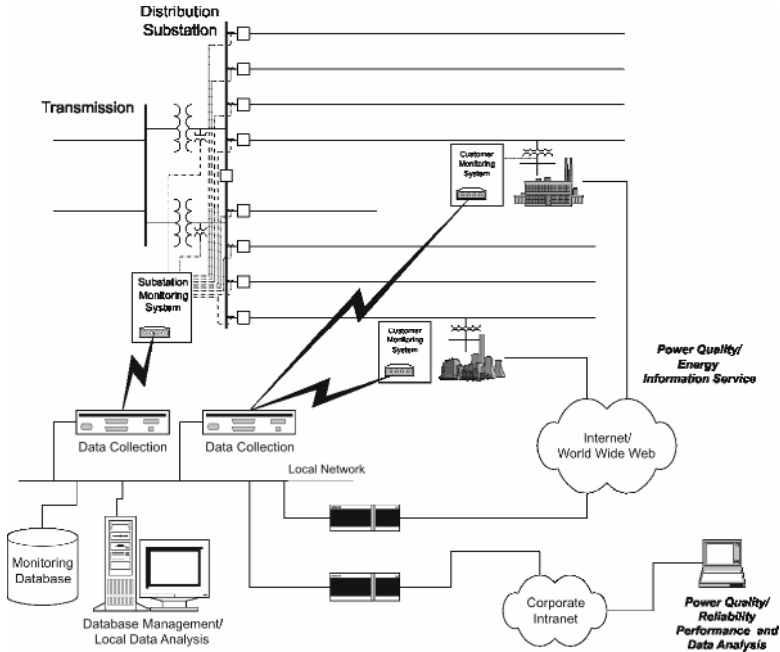 Distribution
Substation
Transmission
Customer
Monitoring
System
Substation
Monitoring
System
Customer
Monitoring
System
Power Quality/
Energy
Information Service
Data Collection
Data Collection
Internet/
World Wide Web
Local Network
Monitoring
Database
Database Management/
Local Data Analysis
Corporate
Intranet
Power Quality/
Reliability
Performance and
Data Analysis